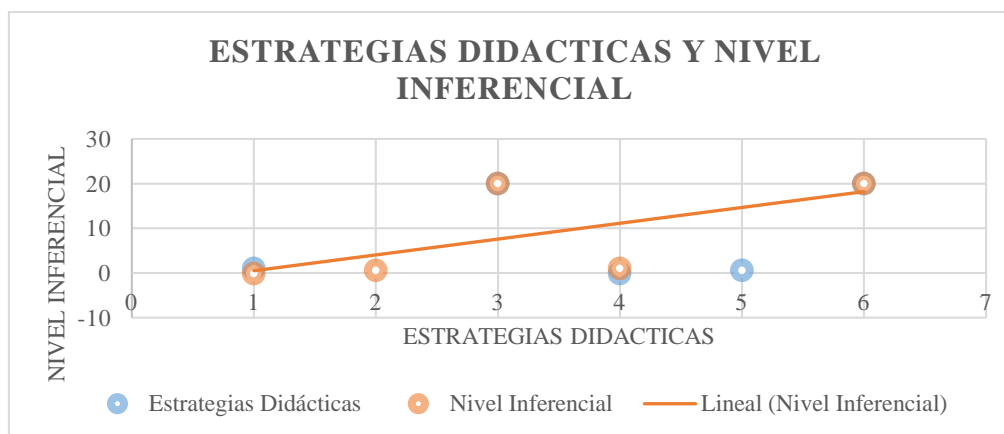 ESTRATEGIAS DIDACTICAS Y NIVEL
INFERENCIAL
NIVEL INFERENCIAL
30
20
10
0
-10
0 1 2 3 4 5 6 7
ESTRATEGIAS DIDACTICAS
Estrategias Didácticas Nivel Inferencial Lineal (Nivel Inferencial)